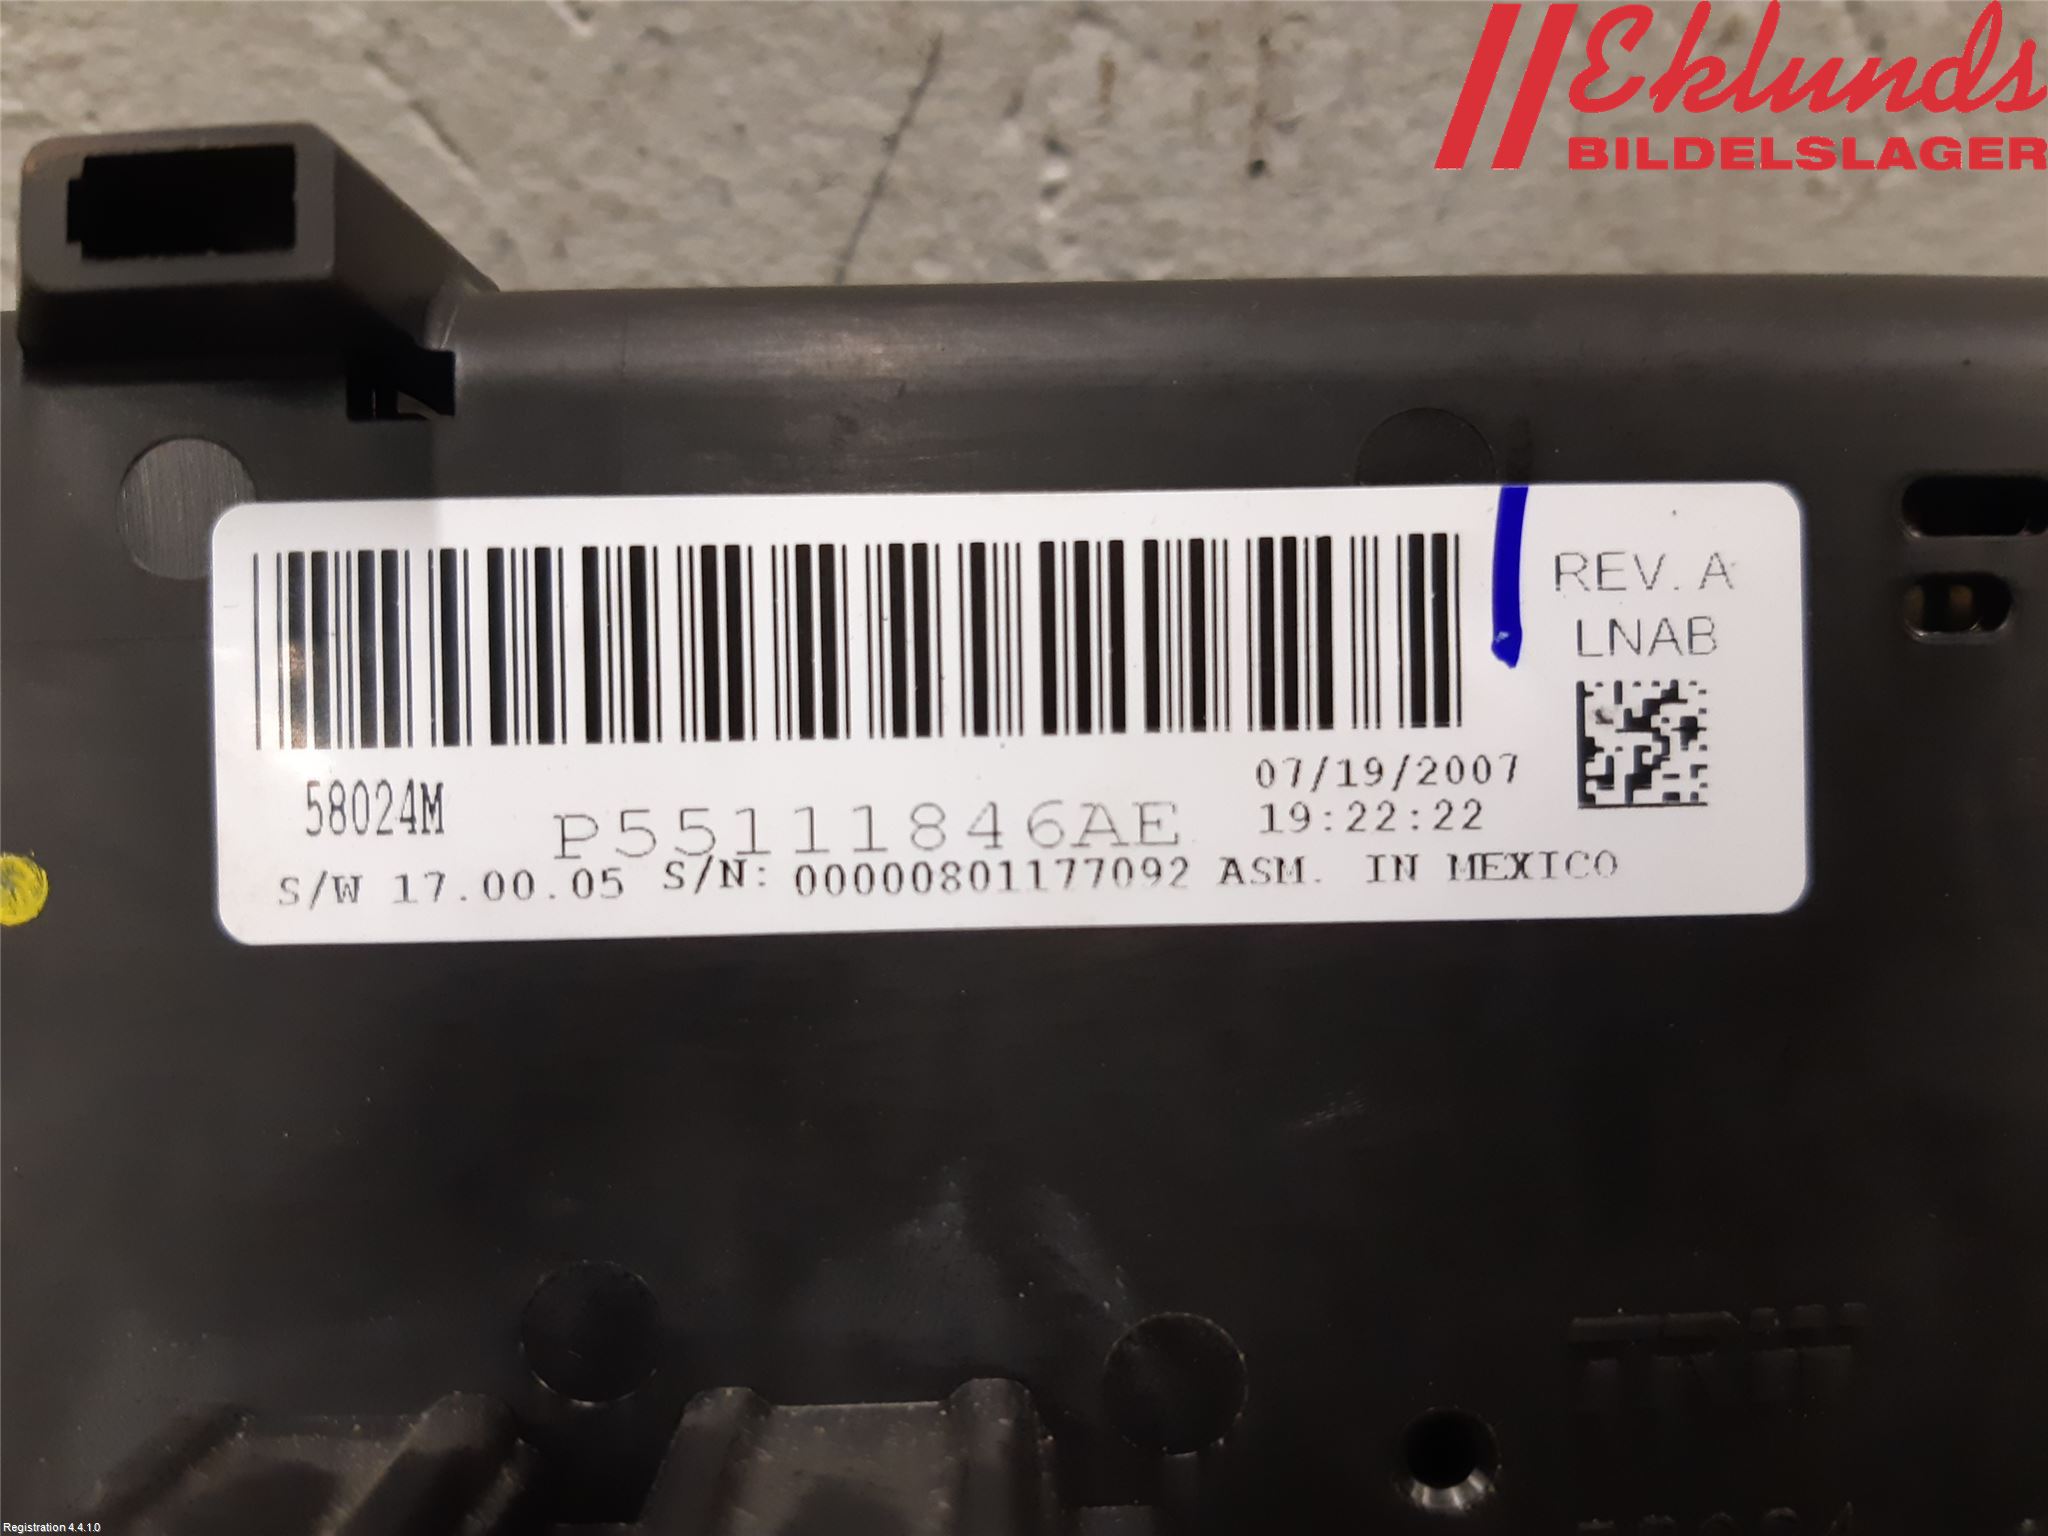 Eklunds
BILDELSLAGER
REV. A
LNAB
07/19/2007
58024M
P55111846AE
19:22:22
S/W 17.00.05 S/N: 00000801177092 ASM. IN MEXICO
TRW
Registration 4.4.1.0